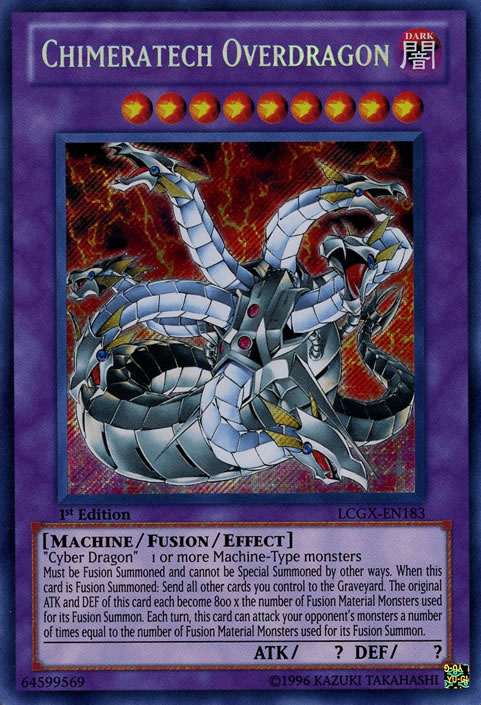 CHIMERATECH OVERDRAGON
DARK
闇
1st Edition
LCGX-EN183
[MACHINE / FUSION / EFFECT]
"Cyber Dragon" 1 or more Machine-Type monsters
Must be Fusion Summoned and cannot be Special Summoned by other ways. When this
card is Fusion Summoned: Send all other cards you control to the Graveyard. The original
ATK and DEF of this card each become 800 x the number of Fusion Material Monsters used
for its Fusion Summon. Each turn, this card can attack your opponent's monsters a number
of times equal to the number of Fusion Material Monsters used for its Fusion Summon.
ATK/ ? DEF/ ?
64599569
©1996 KAZUKI TAKAHASHI